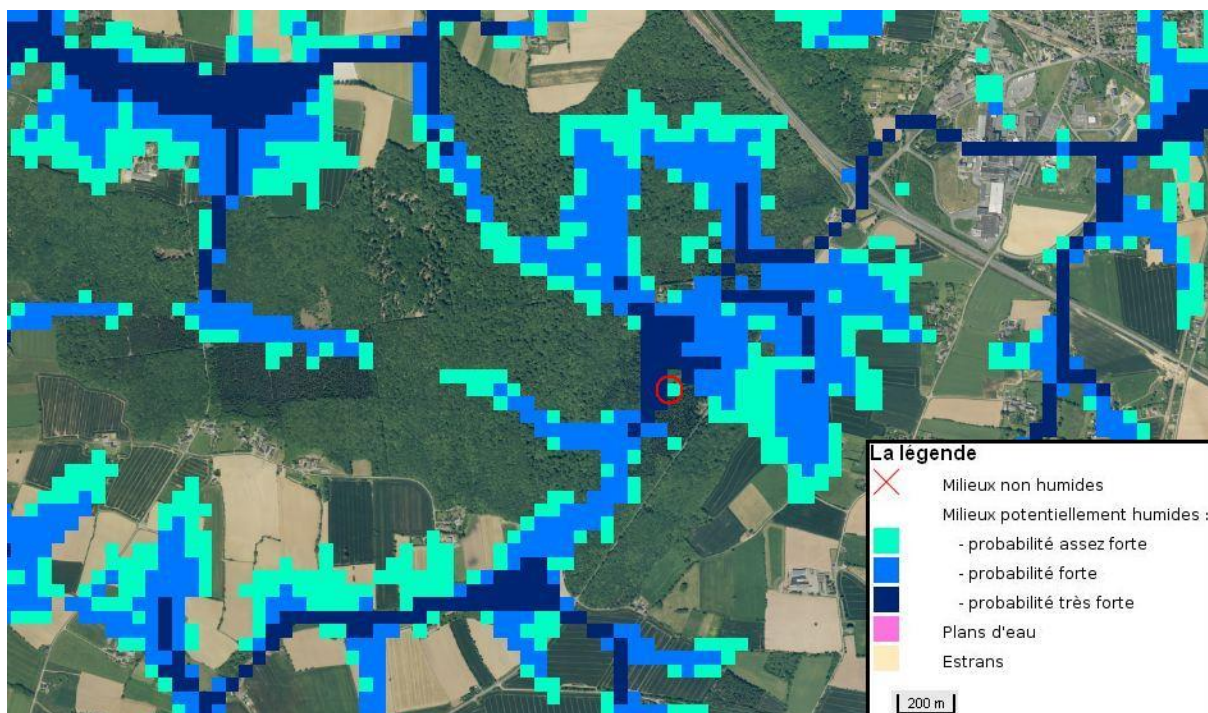 La légende
Milieux non humides
Milieux potentiellement humides :
- probabilité assez forte
- probabilité forte
- probabilité très forte
Plans d'eau
Estrans
200 m